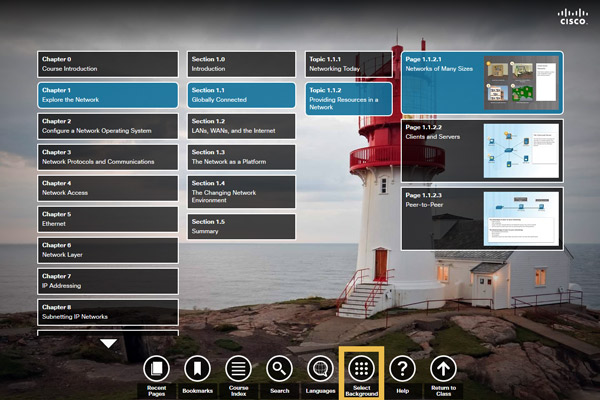 CISCO
Chapter 0
Course Introduction
Chapter 1
Explore the Network
Chapter 2
Configure a Network Operating System
Chapter 3
Network Protocols and Communications
Chapter 4
Network Access
Chapter 5
Ethernet
Chapter 6
Network Layer
Chapter 7
IP Addressing
Chapter 8
Subnetting IP Networks
Section 1.0
Introduction
Section 1.1
Globally Connected
Section 1.2
LANs, WANs, and the Internet
Section 1.3
The Network as a Platform
Section 1.4
The Changing Network
Environment
Section 1.5
Summary
Topic 1.1.1
Networking Today
Topic 1.1.2
Providing Resources in a
Network
Page 1.1.2.1
Networks of Many Sizes
Page 1.1.2.2
Clients and Servers
Page 1.1.2.3
Peer-to-Peer
Recent
Pages
Bookmarks
Course
Index
Search
Languages
Select
Background
Help
Return to
Class